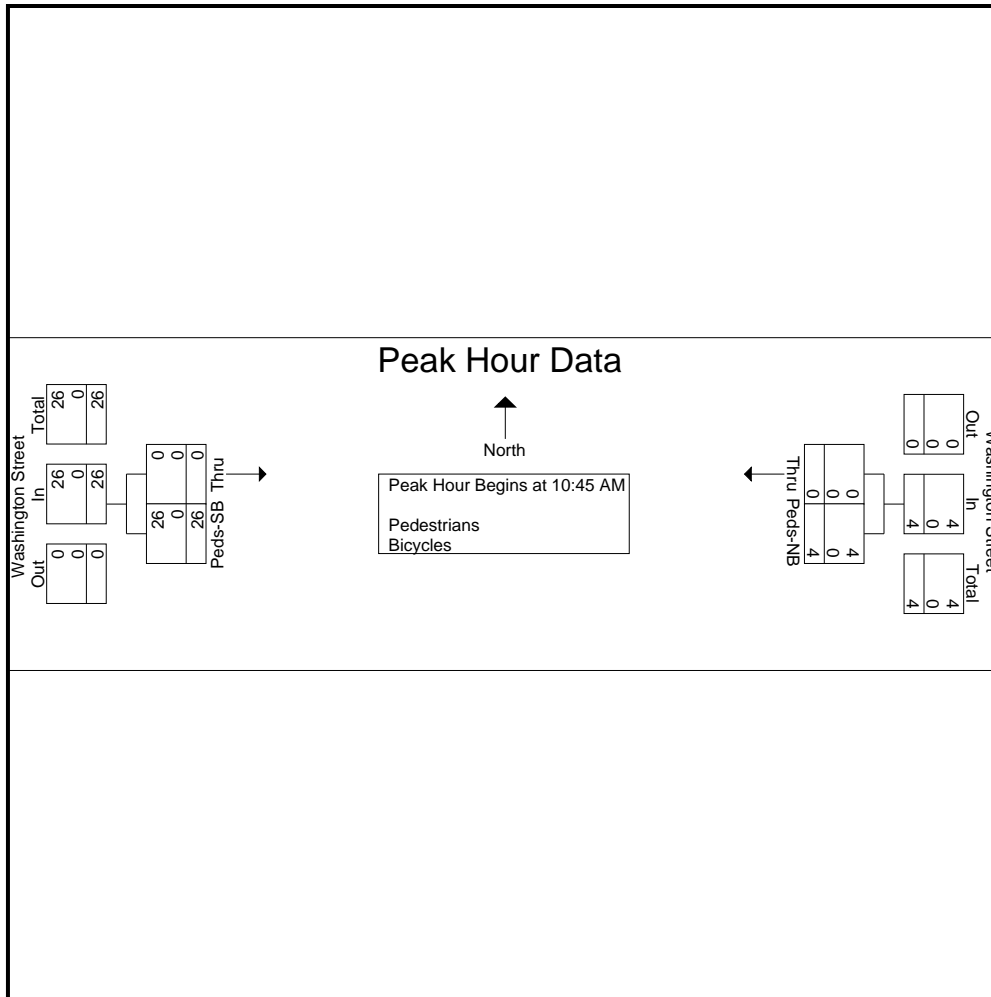 Peak Hour Data
Washington Street
Out In Total
0 26 26
0 0 0
0 26 26
26 0
0 0
26 0
Peds-SB Thru
North
Peak Hour Begins at 10:45 AM
Pedestrians
Bicycles
Washington Street
Out In Total
0 4 4
0 0 0
0 4 4
0 4
0 0
0 4
Thru Peds-NB